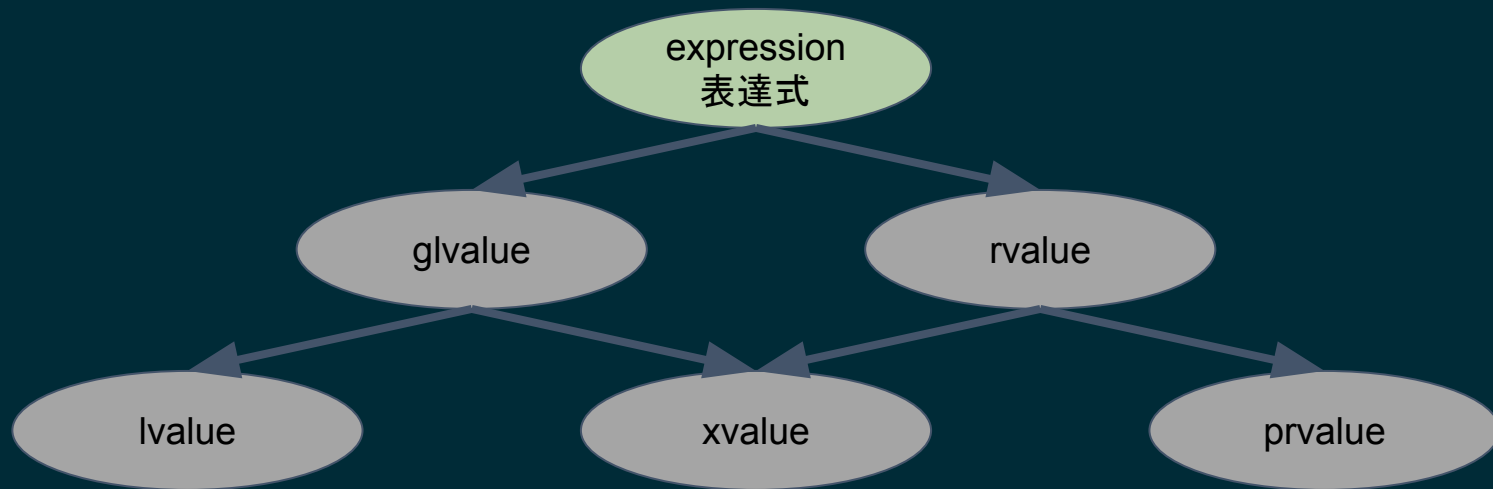 expression
表達式
glvalue
rvalue
lvalue
xvalue
prvalue